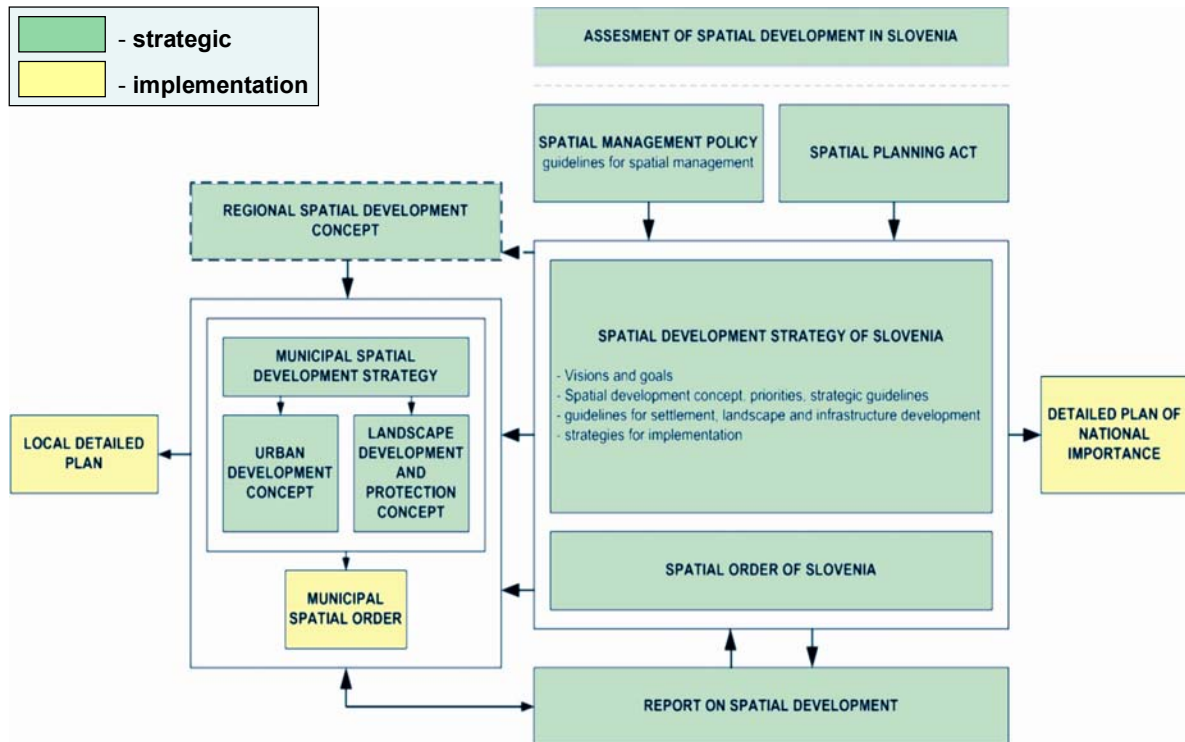 - strategic
- implementation
ASSESMENT OF SPATIAL DEVELOPMENT IN SLOVENIA
SPATIAL MANAGEMENT POLICY
guidelines for spatial management
SPATIAL PLANNING ACT
REGIONAL SPATIAL DEVELOPMENT
CONCEPT
SPATIAL DEVELOPMENT STRATEGY OF SLOVENIA
- Visions and goals
- Spatial development concept, priorities, strategic guidelines
- guidelines for settlement, landscape and infrastructure development
- strategies for implementation
MUNICIPAL SPATIAL
DEVELOPMENT STRATEGY
URBAN
DEVELOPMENT
CONCEPT
LANDSCAPE
DEVELOPMENT
AND
PROTECTION
CONCEPT
LOCAL DETAILED
PLAN
DETAILED PLAN OF
NATIONAL
IMPORTANCE
SPATIAL ORDER OF SLOVENIA
MUNICIPAL
SPATIAL ORDER
REPORT ON SPATIAL DEVELOPMENT